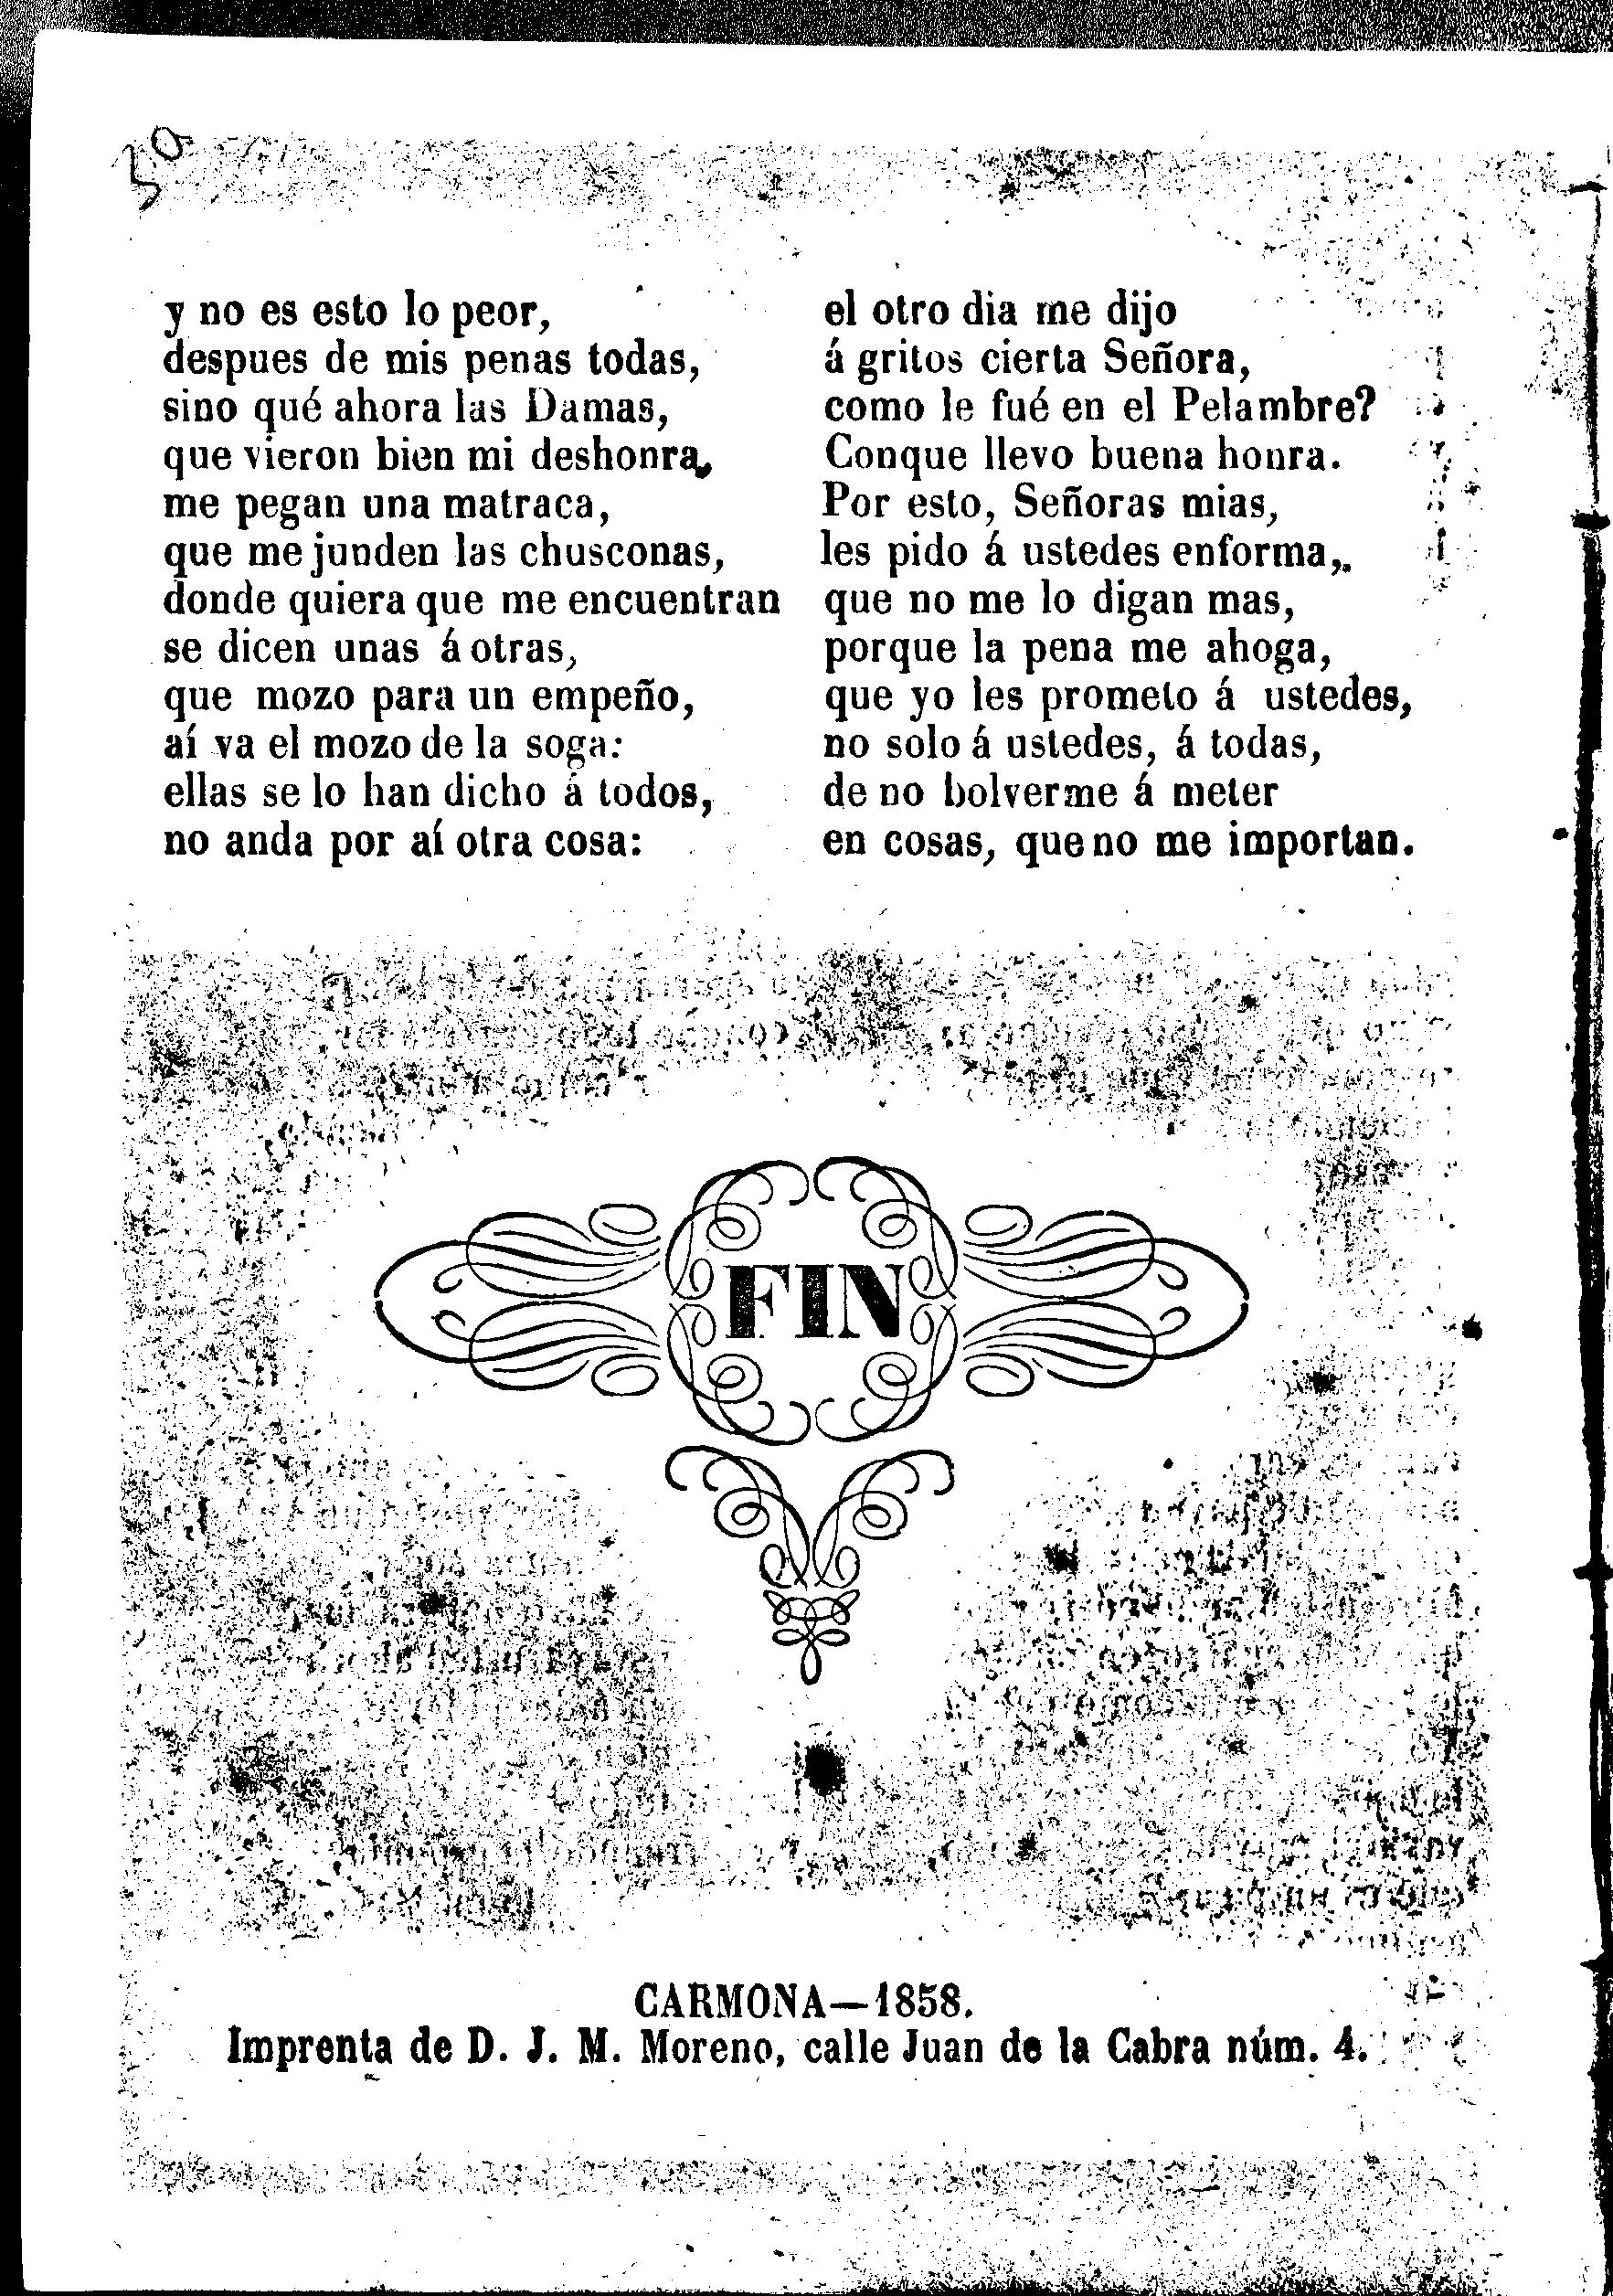 y no es esto lo peor,
despues de mis penas todas,
sino qué ahora las Damas,
que vieron bien mi deshonra,
me pegan una matraca,
que me junden las chusconas,
donde quiera que me encuentran
se dicen unas á otras,
que mozo para un empeño,
aí va el mozo de la soga:
ellas se lo han dicho á todos,
no anda por aí otra cosa:
el otro dia me dijo
á gritos cierta Señora,
como le fué en el Pelambre?
Conque llevo buena honra.
Por esto, Señoras mias,
les pido á ustedes enforma,.
que no me lo digan mas,
porque la pena me ahoga,
que yo les prometo á ustedes,
no solo á ustedes, á todas,
de no bolverme á meter
en cosas, que no me importan.
FIN
CARMONA—1858.
Imprenta de D. J. M. Moreno, calle Juan de la Cabra núm. 4.